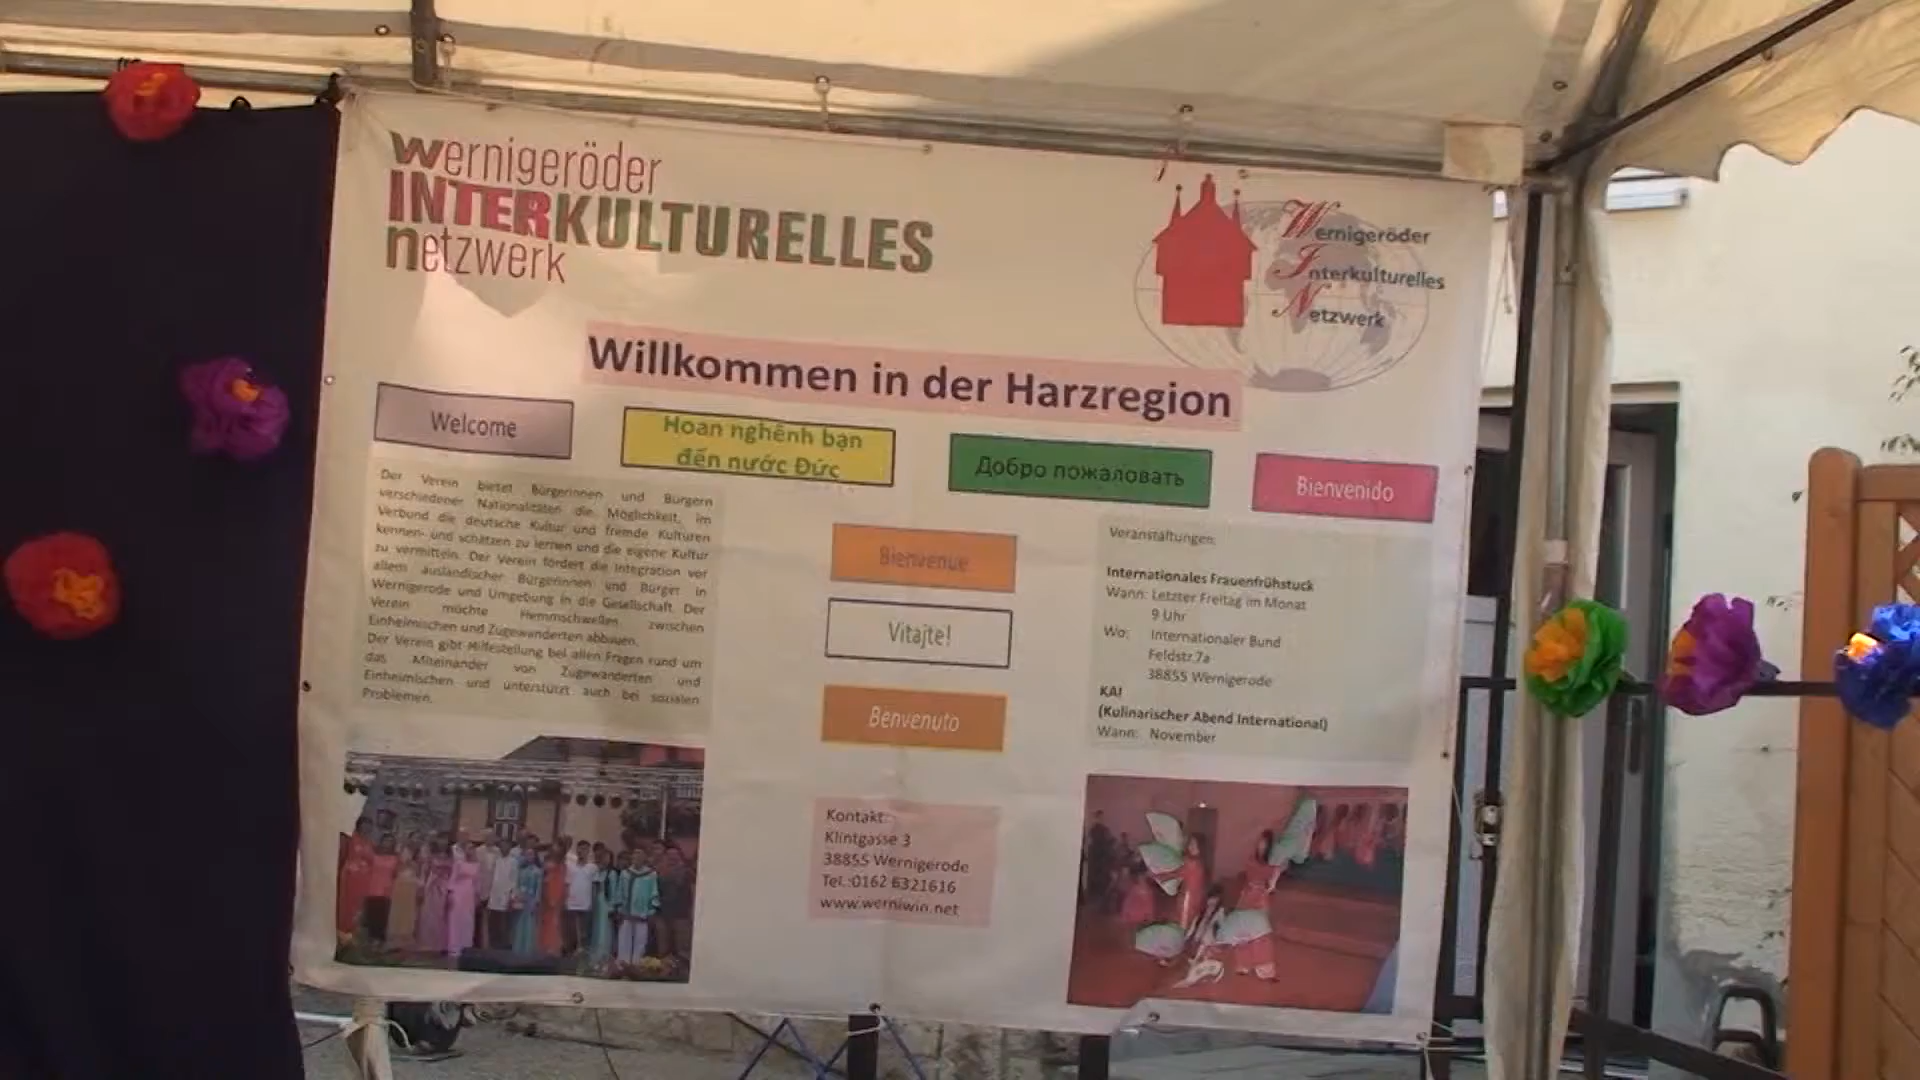 wernigeröder
INTERKULTURELLES
netzwerk
Wernigeröder
Interkulturelles
Netzwerk
Willkommen in der Harzregion
Welcome
Hoan nghênh bạn
đến nước Đức
Добро пожаловать
Bienvenido
Der Verein bietet Bürgerinnen und Bürgern
verschiedener Nationalitäten die Möglichkeit, im
Verbund die deutsche Kultur und fremde Kulturen
kennen- und schätzen zu lernen und die eigene Kultur
zu vermitteln. Der Verein fördert die Integration vor
allem ausländischer Bürgerinnen und Bürger in
Wernigerode und Umgebung in die Gesellschaft. Der
Verein möchte Hemmschwellen zwischen
Einheimischen und Zugewanderten abbauen.
Der Verein gibt Hilfestellung bei allen Fragen rund um
das Miteinander von Zugewanderten und
Einheimischen und unterstützt auch bei sozialen
Problemen.
Bienvenue
Vitajte!
Benvenuto
Veranstaltungen:
Internationales Frauenfrühstück
Wann: Letzter Freitag im Monat
9 Uhr
Wo: Internationaler Bund
Feldstr.7a
38855 Wernigerode
KAI
(Kulinarischer Abend International)
Wann: November
Kontakt:
Klintgasse 3
38855 Wernigerode
Tel.:0162 6321616
www.werniwin.net